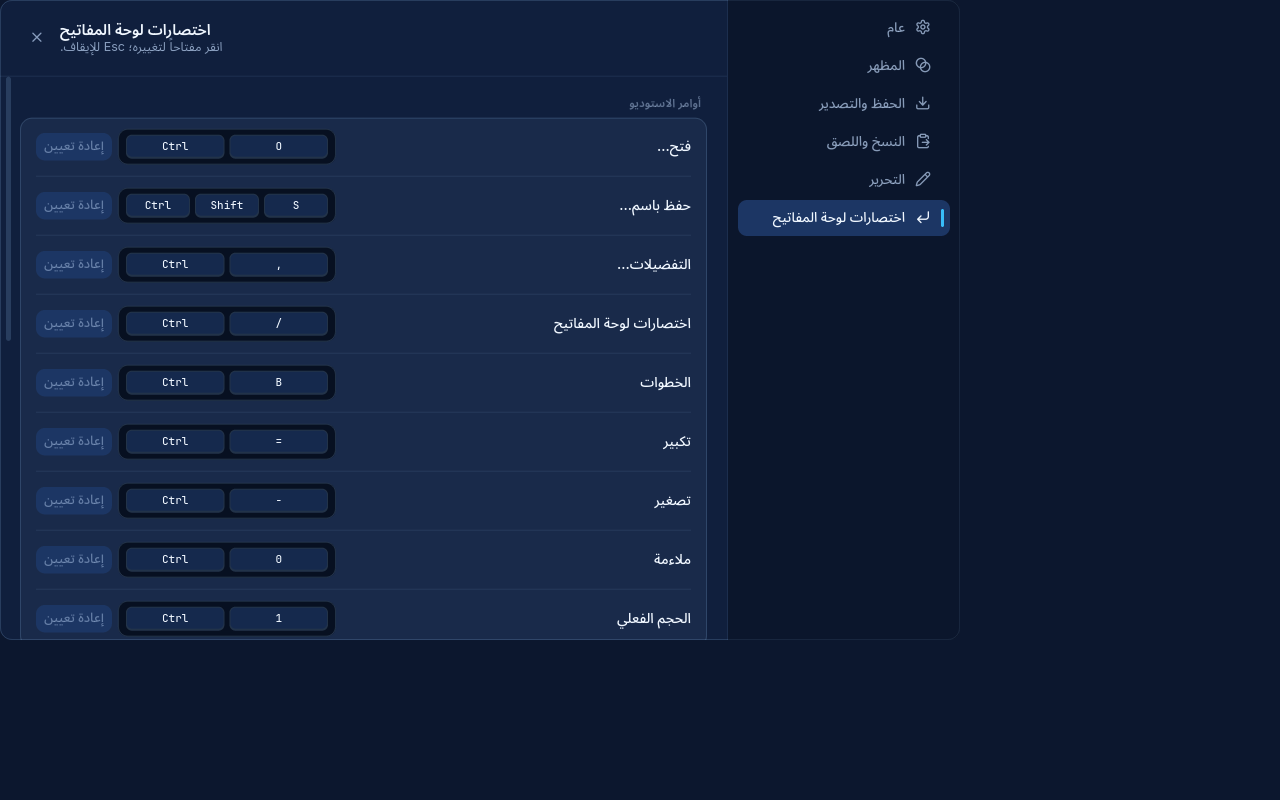 عام
المظهر
الحفظ والتصدير
النسخ واللصق
التحرير
اختصارات لوحة المفاتيح
اختصارات لوحة المفاتيح
انقر مفتاحاً لتغييره؛ Esc للإيقاف.
أوامر الاستوديو
فتح... Ctrl O إعادة تعيين
حفظ باسم... Ctrl Shift S إعادة تعيين
التفضيلات... Ctrl , إعادة تعيين
اختصارات لوحة المفاتيح Ctrl / إعادة تعيين
الخطوات Ctrl B إعادة تعيين
تكبير Ctrl = إعادة تعيين
تصغير Ctrl - إعادة تعيين
ملاءمة Ctrl 0 إعادة تعيين
الحجم الفعلي Ctrl 1 إعادة تعيين